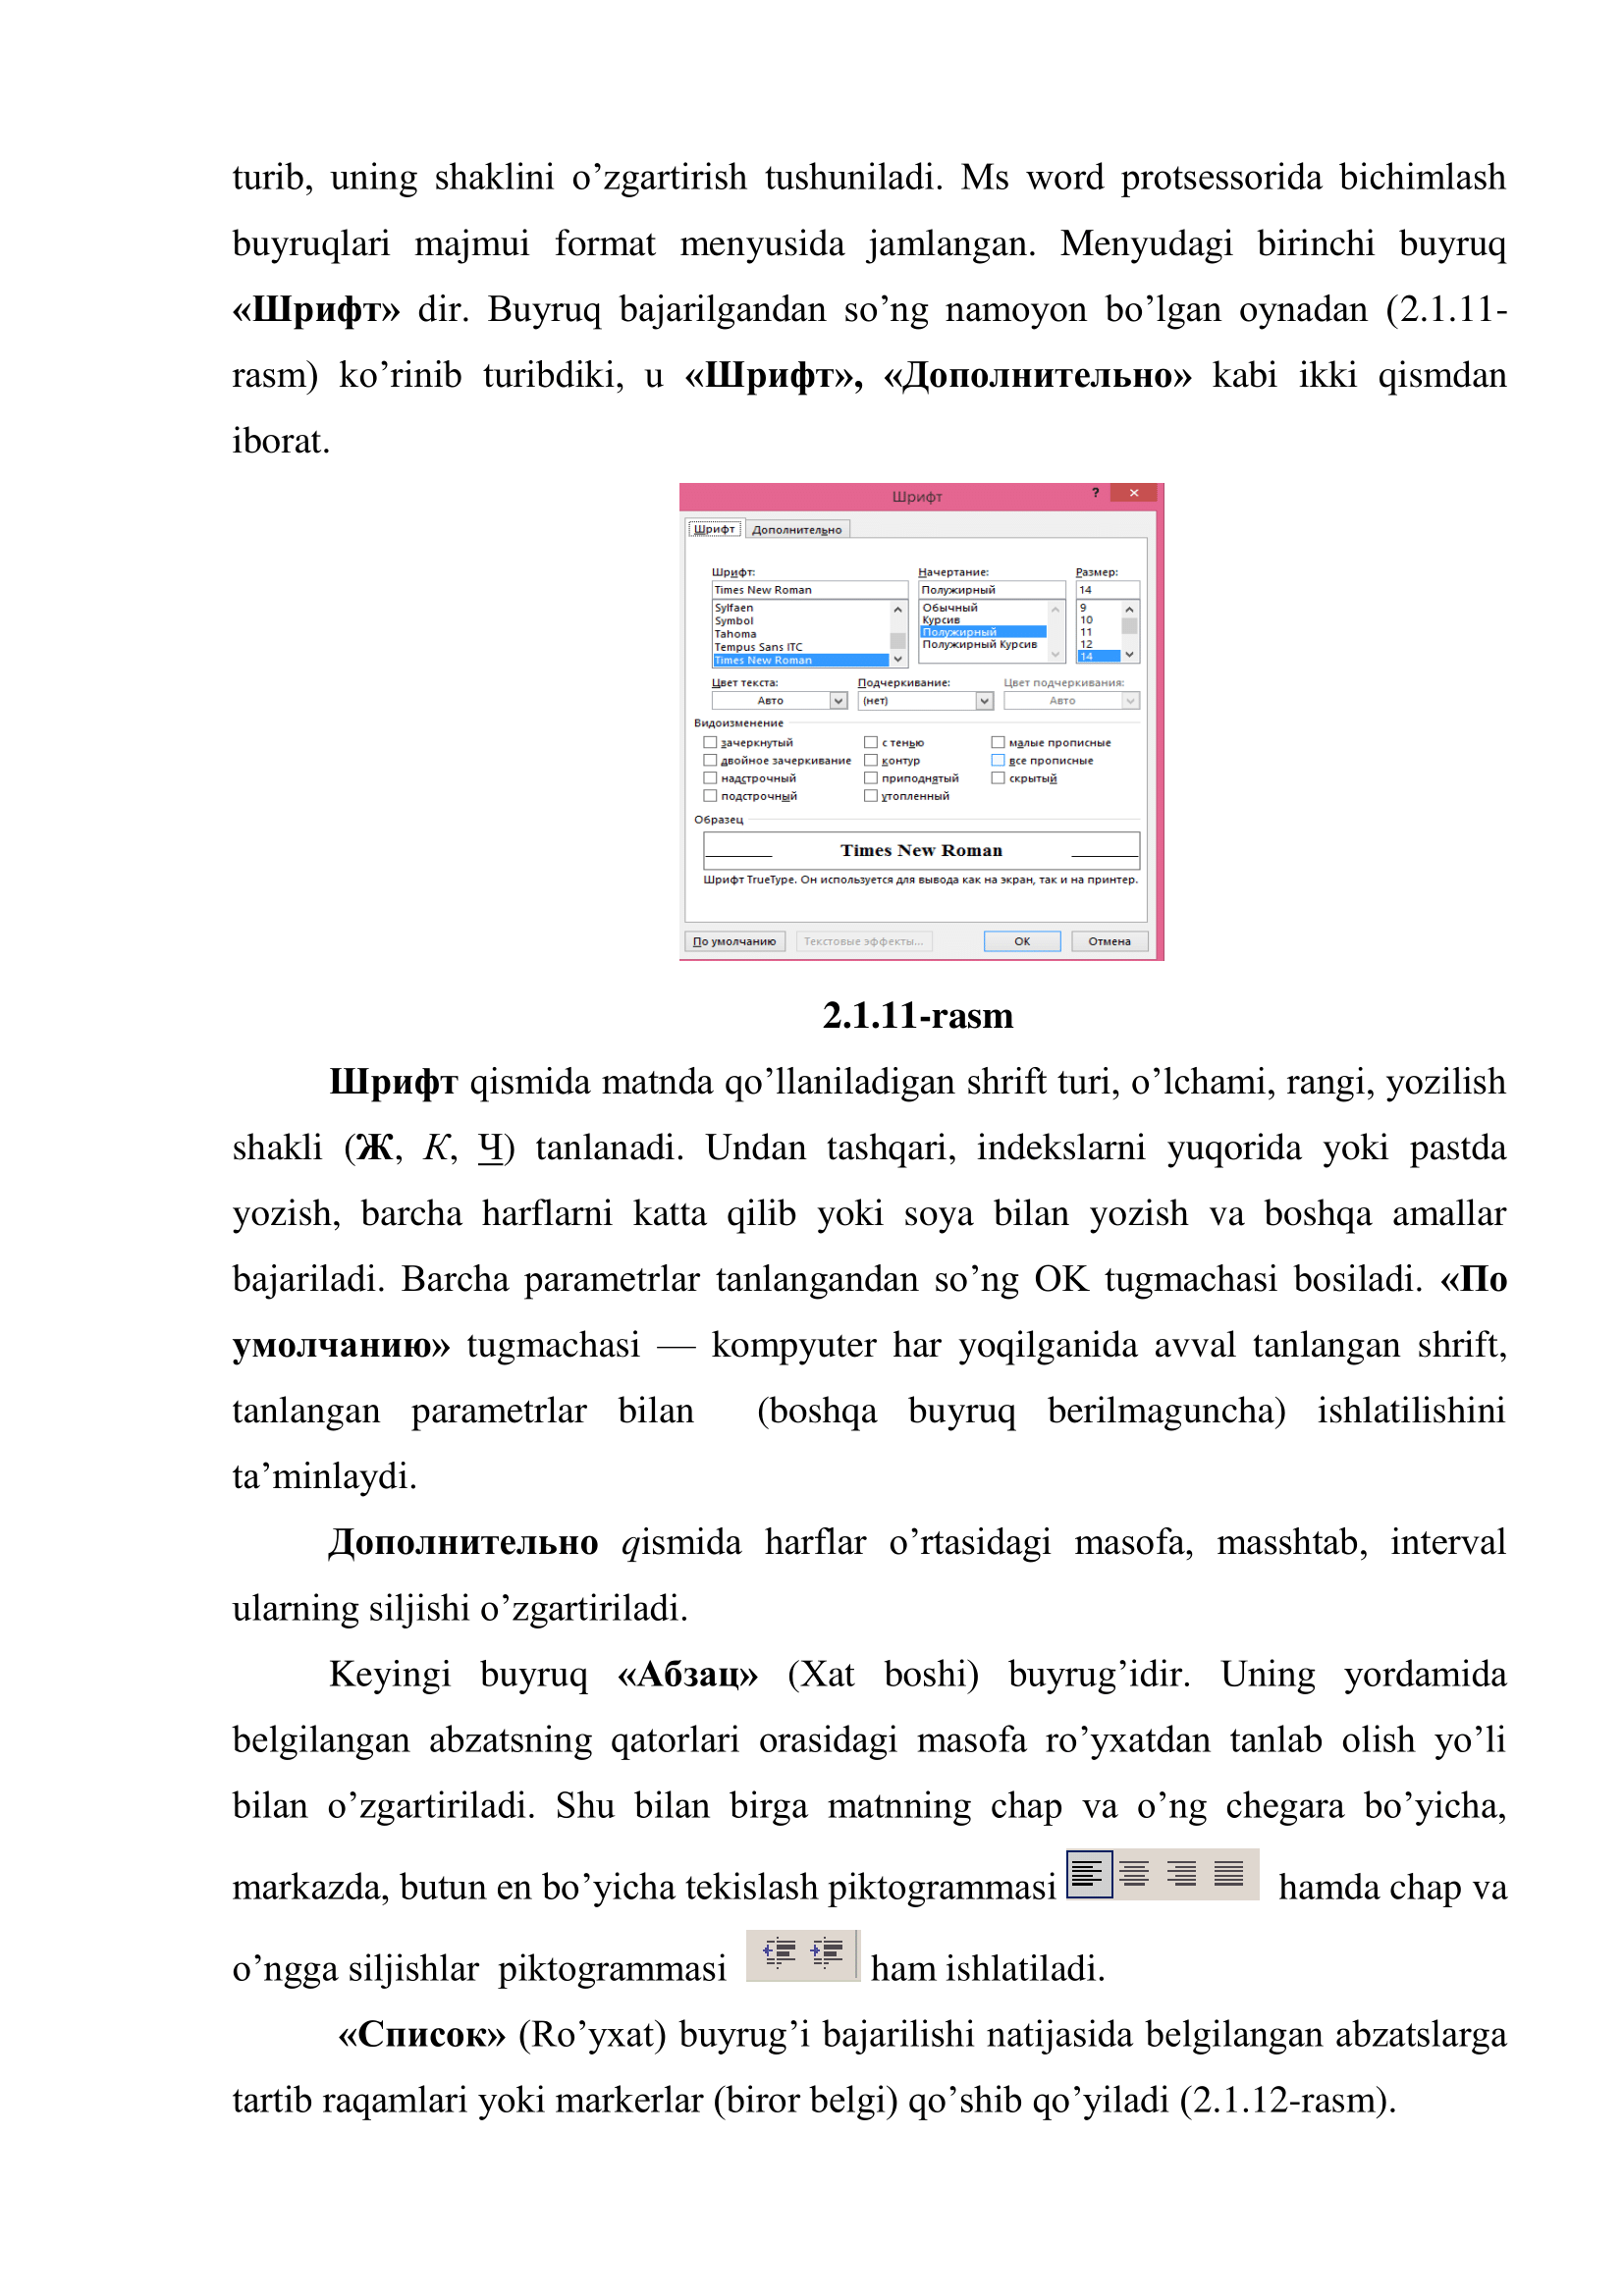 turib, uning shaklini o’zgartirish tushuniladi. Ms word protsessorida bichimlash
buyruqlari majmui format menyusida jamlangan. Menyudagi birinchi buyruq
«Шрифт» dir. Buyruq bajarilgandan so’ng namoyon bo’lgan oynadan (2.1.11-
rasm) ko’rinib turibdiki, u «Шрифт», «Дополнительно» kabi ikki qismdan
iborat.
Шрифт ? ×
Шрифт Дополнительно
Шрифт: Начертание: Размер:
Times New Roman Полужирный 14
Sylfaen Обычный 9
Symbol Курсив 10
Tahoma Полужирный 11
Tempus Sans ITC Полужирный Курсив 12
Times New Roman 14
Цвет текста: Подчеркивание: Цвет подчеркивания:
Авто (нет) Авто
Видоизменение
зачеркнутый с тенью малые прописные
двойное зачеркивание контур все прописные
надстрочный приподнятый скрытый
подстрочный утопленный
Образец
Times New Roman
Шрифт TrueType. Он используется для вывода как на экран, так и на принтер.
По умолчанию Текстовые эффекты... ОК Отмена
2.1.11-rasm
Шрифт qismida matnda qo’llaniladigan shrift turi, o’lchami, rangi, yozilish
shakli (Ж, К, Ч) tanlanadi. Undan tashqari, indekslarni yuqorida yoki pastda
yozish, barcha harflarni katta qilib yoki soya bilan yozish va boshqa amallar
bajariladi. Barcha parametrlar tanlangandan so’ng OK tugmachasi bosiladi. «По
умолчанию» tugmachasi — kompyuter har yoqilganida avval tanlangan shrift,
tanlangan parametrlar bilan (boshqa buyruq berilmaguncha) ishlatilishini
ta’minlaydi.
Дополнительно qismida harflar o’rtasidagi masofa, masshtab, interval
ularning siljishi o’zgartiriladi.
Keyingi buyruq «Абзац» (Xat boshi) buyrug’idir. Uning yordamida
belgilangan abzatsning qatorlari orasidagi masofa ro’yxatdan tanlab olish yo’li
bilan o’zgartiriladi. Shu bilan birga matnning chap va o’ng chegara bo’yicha,
markazda, butun en bo’yicha tekislash piktogrammasi hamda chap va
o’ngga siljishlar piktogrammasi ham ishlatiladi.
«Список» (Ro’yxat) buyrug’i bajarilishi natijasida belgilangan abzatslarga
tartib raqamlari yoki markerlar (biror belgi) qo’shib qo’yiladi (2.1.12-rasm).